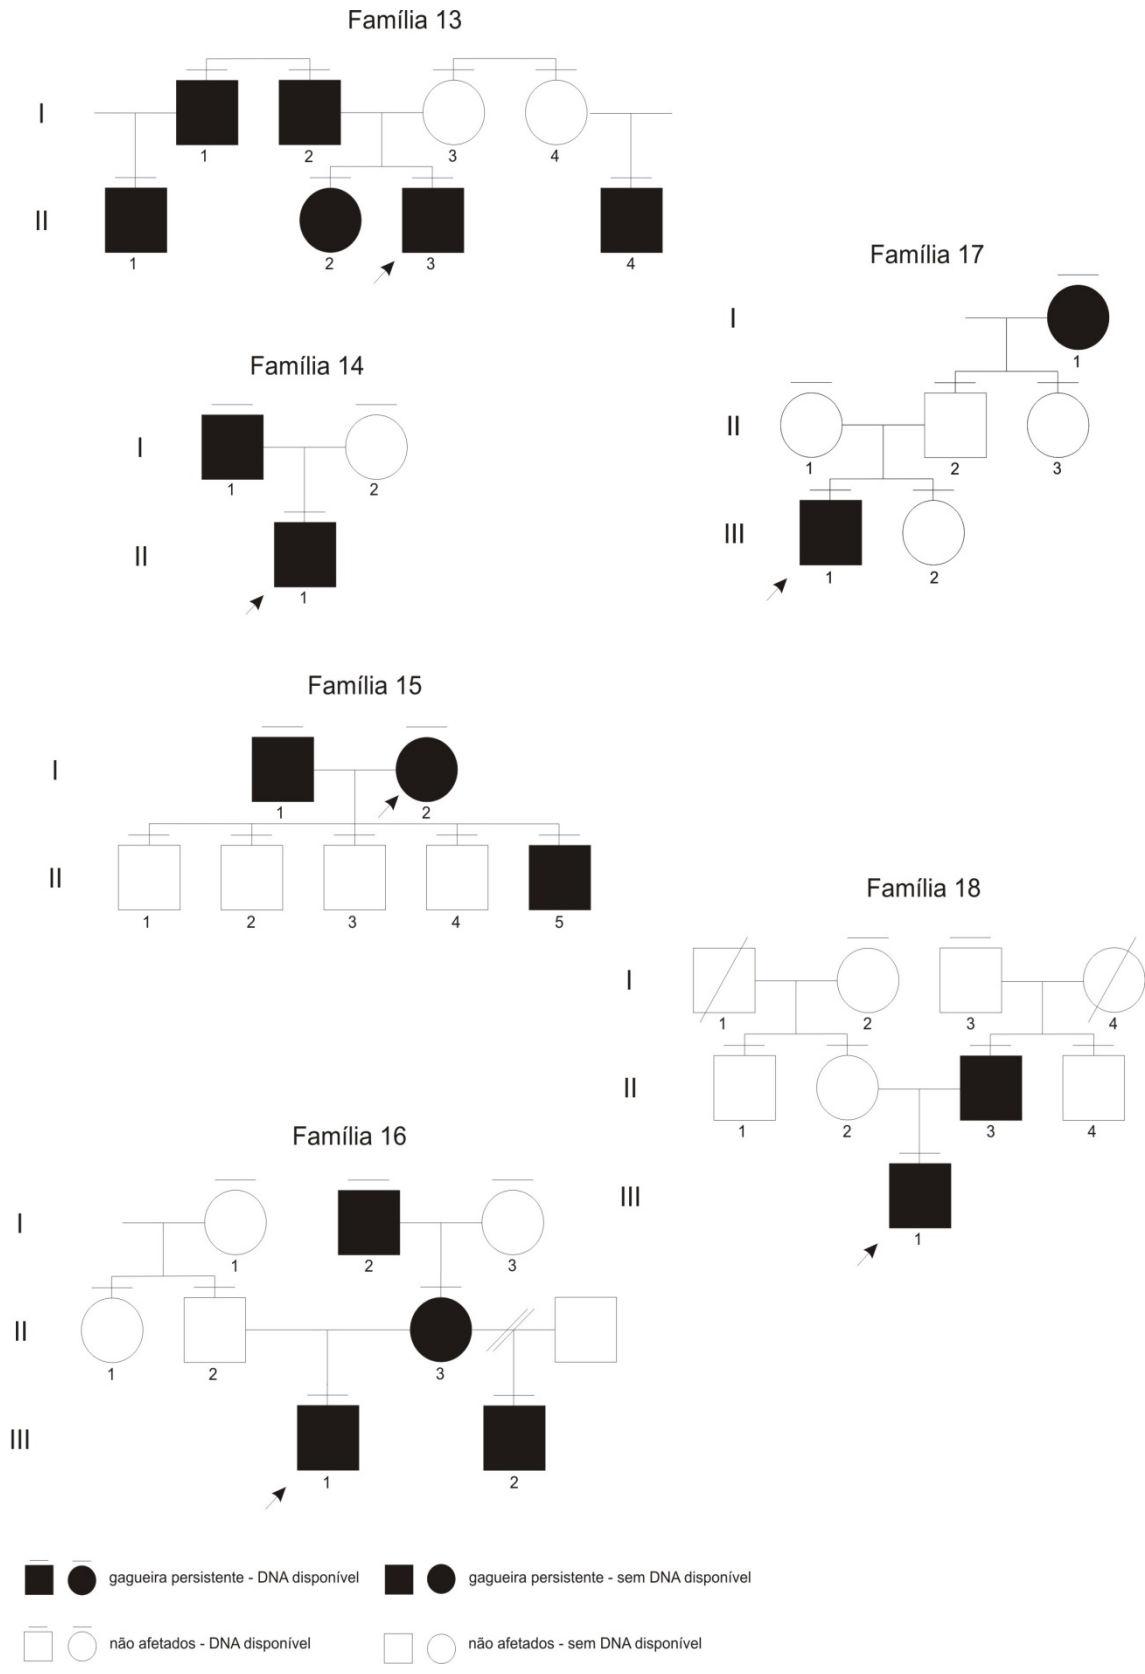 Família 13
I
1 2 3 4
II
1 2 3 4
Família 14
I
1 2
II
1
Família 15
I
1 2
II
1 2 3 4 5
Família 16
I
1 2 3
II
1 2 3
III
1 2
Família 17
I
1
II
1 2 3
III
1 2
Família 18
I
1 2 3 4
II
1 2 3 4
III
1
gagueira persistente - DNA disponível
gagueira persistente - sem DNA disponível
não afetados - DNA disponível
não afetados - sem DNA disponível